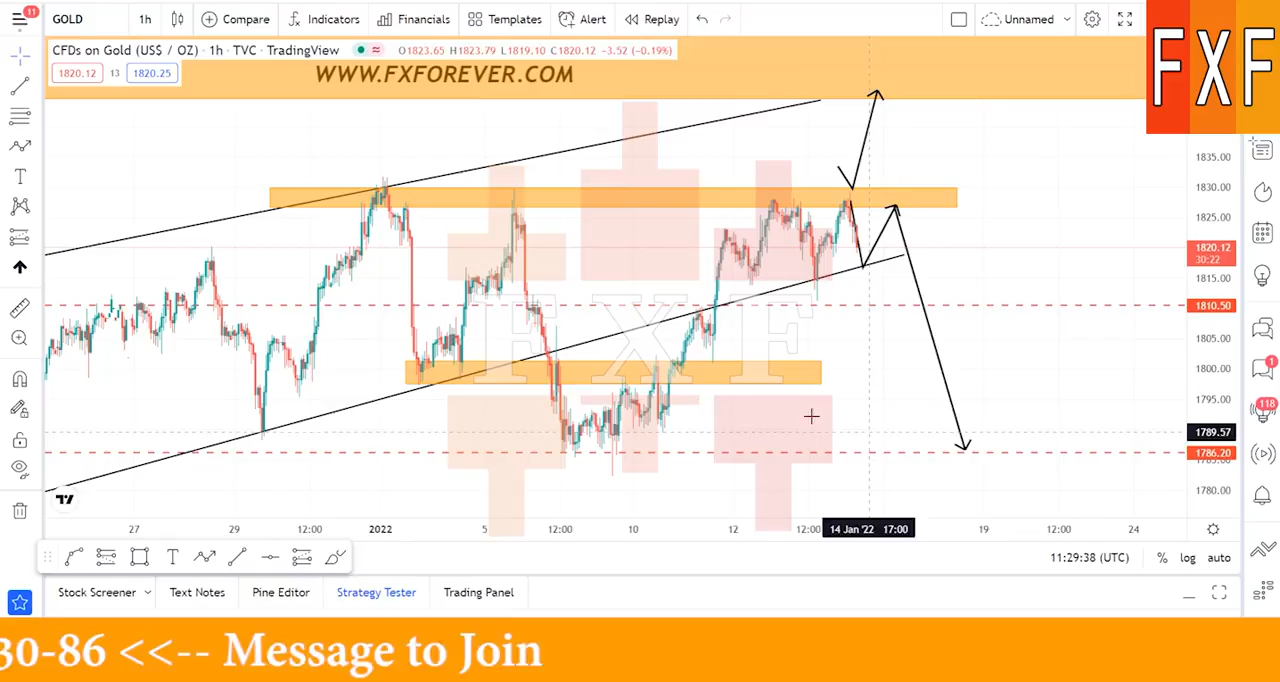 11
GOLD 1h Compare Indicators Financials Templates Alert Replay Unnamed
CFDs on Gold (US$ / OZ) · 1h · TVC · TradingView O1823.65 H1823.79 L1819.10 C1820.12 −3.52 (−0.19%)
1820.12 13 1820.25
WWW.FXFOREVER.COM
FXF
FXF
1835.00
1830.00
1825.00
1820.12
30:22
1815.00
1810.50
1805.00
1800.00
1795.00
1789.57
1786.20
1780.00
1
118
27 29 12:00 2022 5 12:00 10 12 12:00 14 Jan '22 17:00 19 12:00 24
11:29:38 (UTC) % log auto
Stock Screener Text Notes Pine Editor Strategy Tester Trading Panel
30-86 <<-- Message to Join